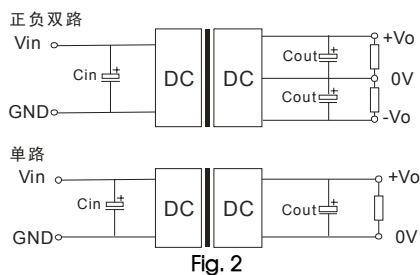 正负双路
Vin
+Vo
Cin
+
DC
DC
Cout
+
0V
Cout
+
GND
-Vo
单路
Vin
+Vo
Cin
+
DC
DC
Cout
+
GND
0V
Fig. 2